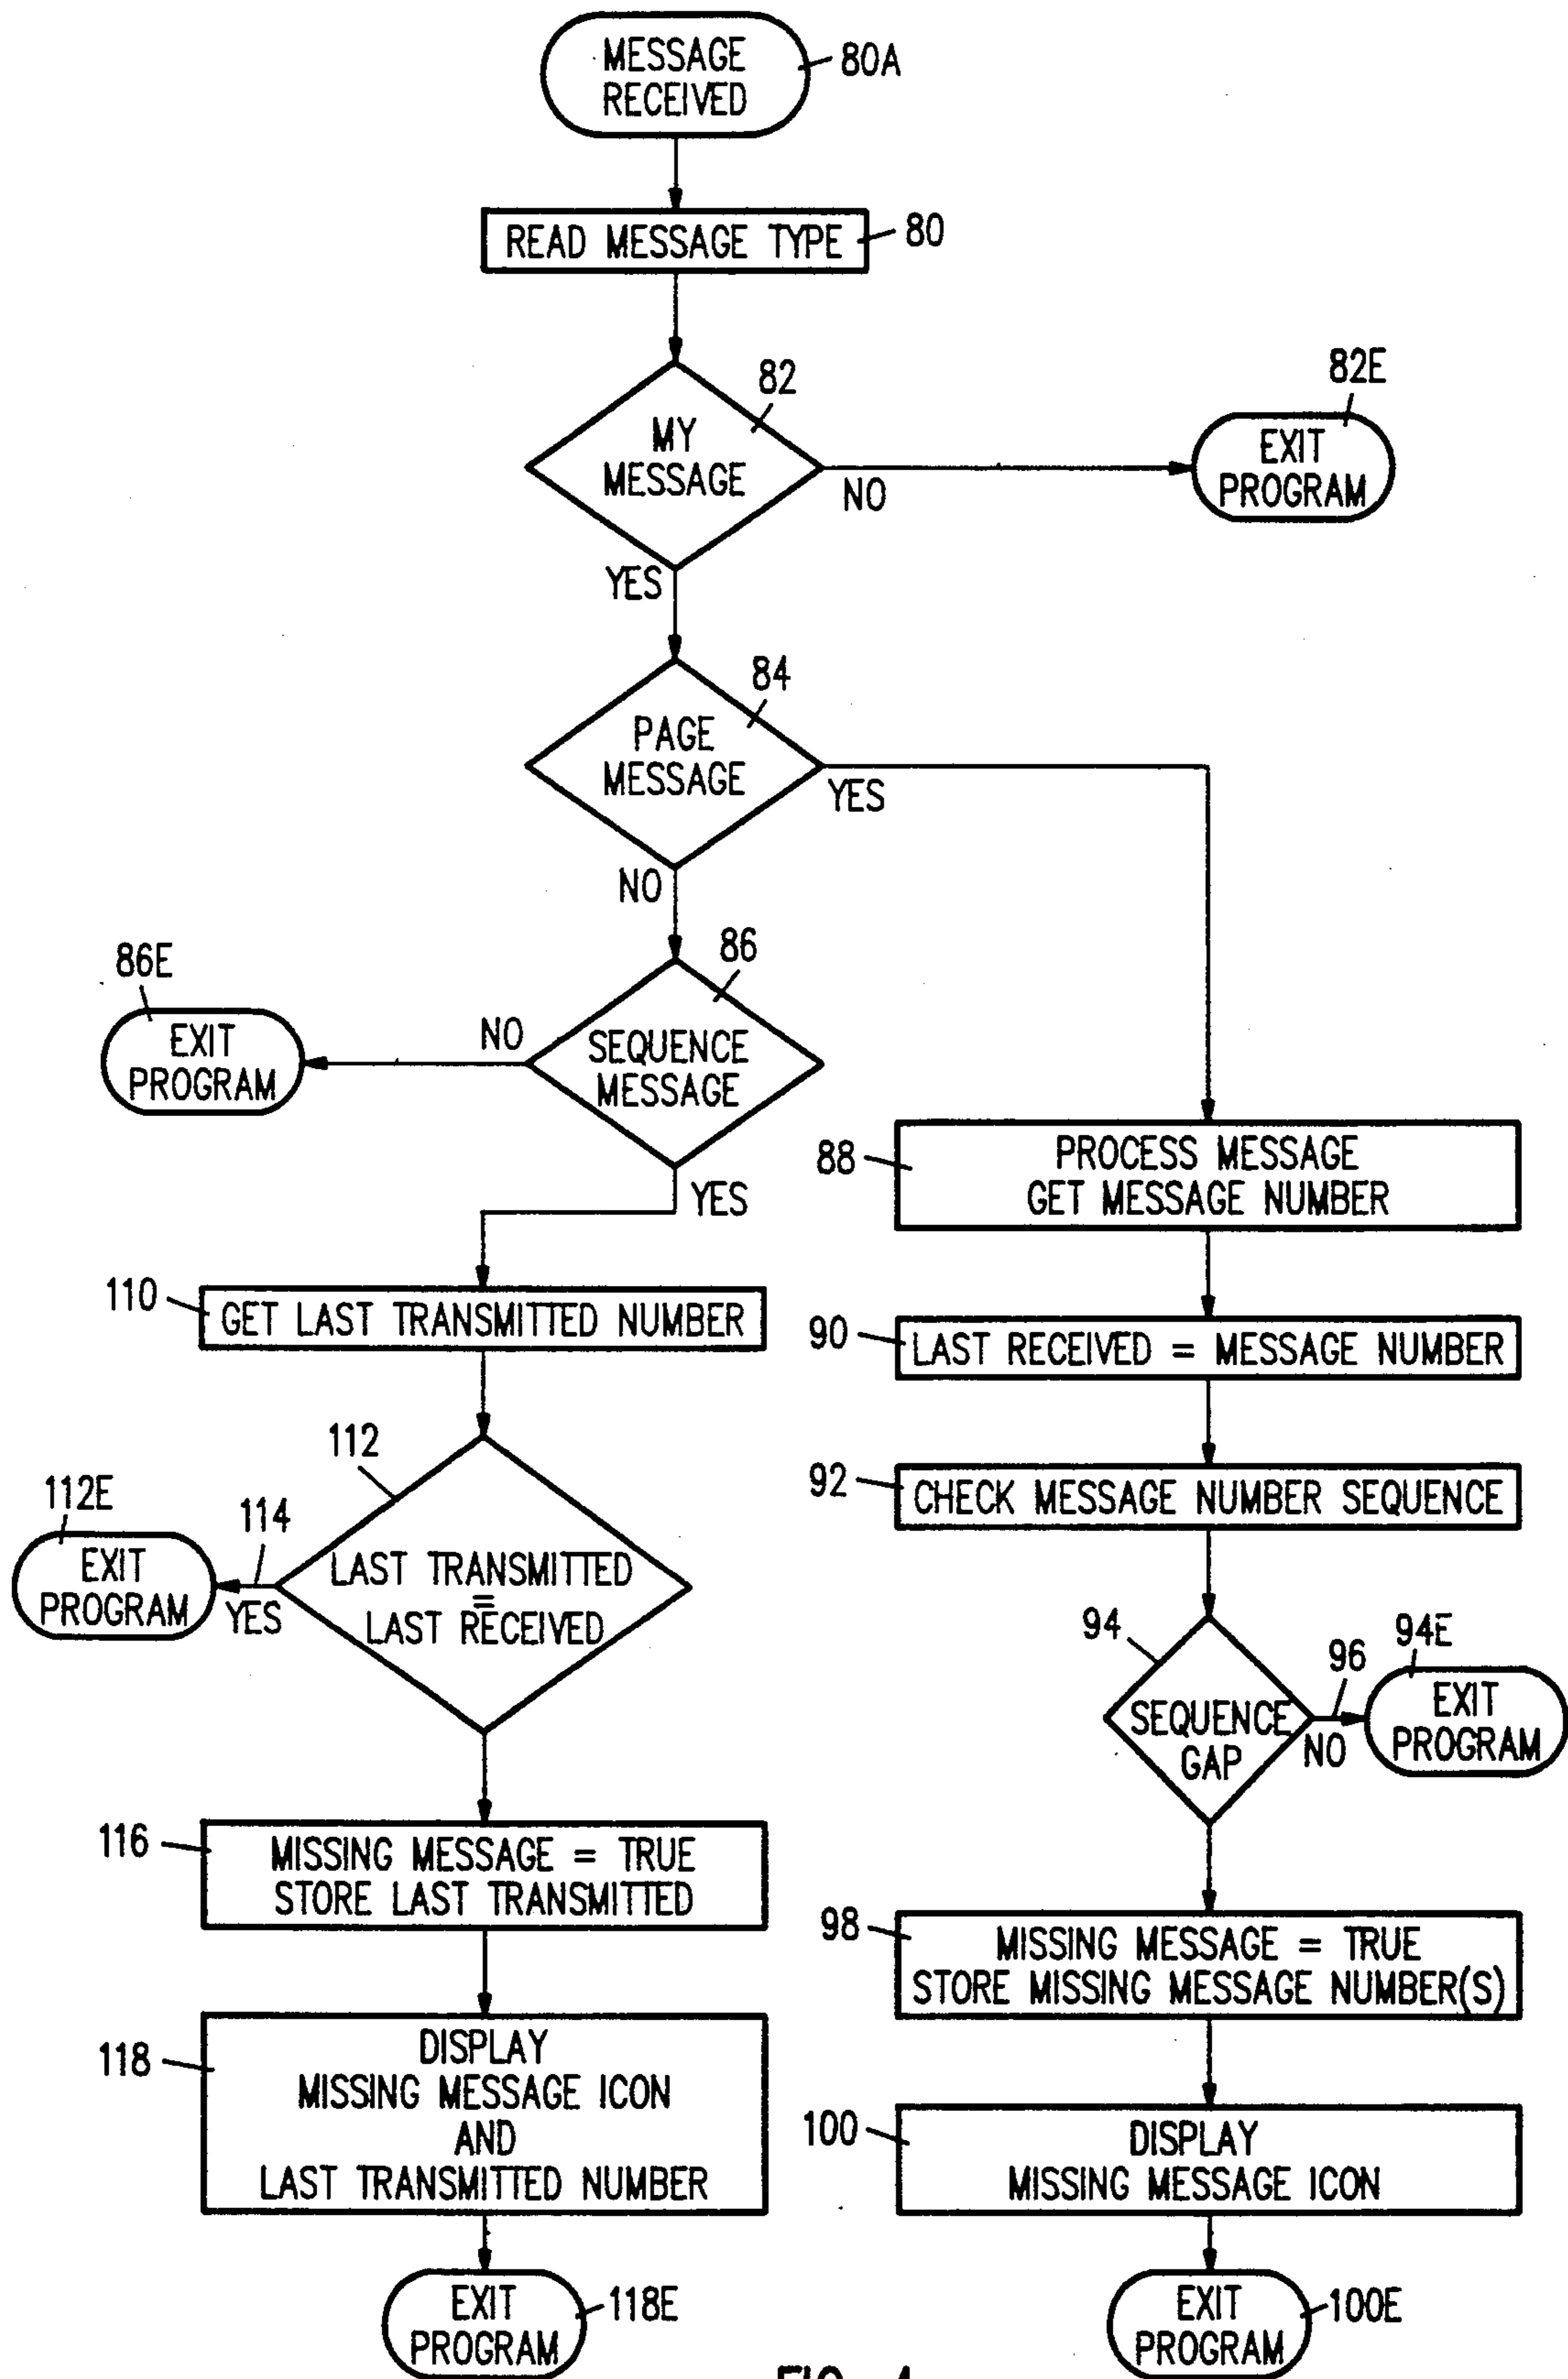 MESSAGE
RECEIVED
80A
READ MESSAGE TYPE
80
82
MY
MESSAGE
NO
YES
82E
EXIT
PROGRAM
84
PAGE
MESSAGE
YES
NO
86E
EXIT
PROGRAM
NO
86
SEQUENCE
MESSAGE
YES
88
PROCESS MESSAGE
GET MESSAGE NUMBER
110
GET LAST TRANSMITTED NUMBER
90
LAST RECEIVED = MESSAGE NUMBER
92
CHECK MESSAGE NUMBER SEQUENCE
112
112E
EXIT
PROGRAM
114
YES
LAST TRANSMITTED
=
LAST RECEIVED
94
SEQUENCE
GAP
96
NO
94E
EXIT
PROGRAM
116
MISSING MESSAGE = TRUE
STORE LAST TRANSMITTED
98
MISSING MESSAGE = TRUE
STORE MISSING MESSAGE NUMBER(S)
118
DISPLAY
MISSING MESSAGE ICON
AND
LAST TRANSMITTED NUMBER
100
DISPLAY
MISSING MESSAGE ICON
EXIT
PROGRAM
118E
EXIT
PROGRAM
100E